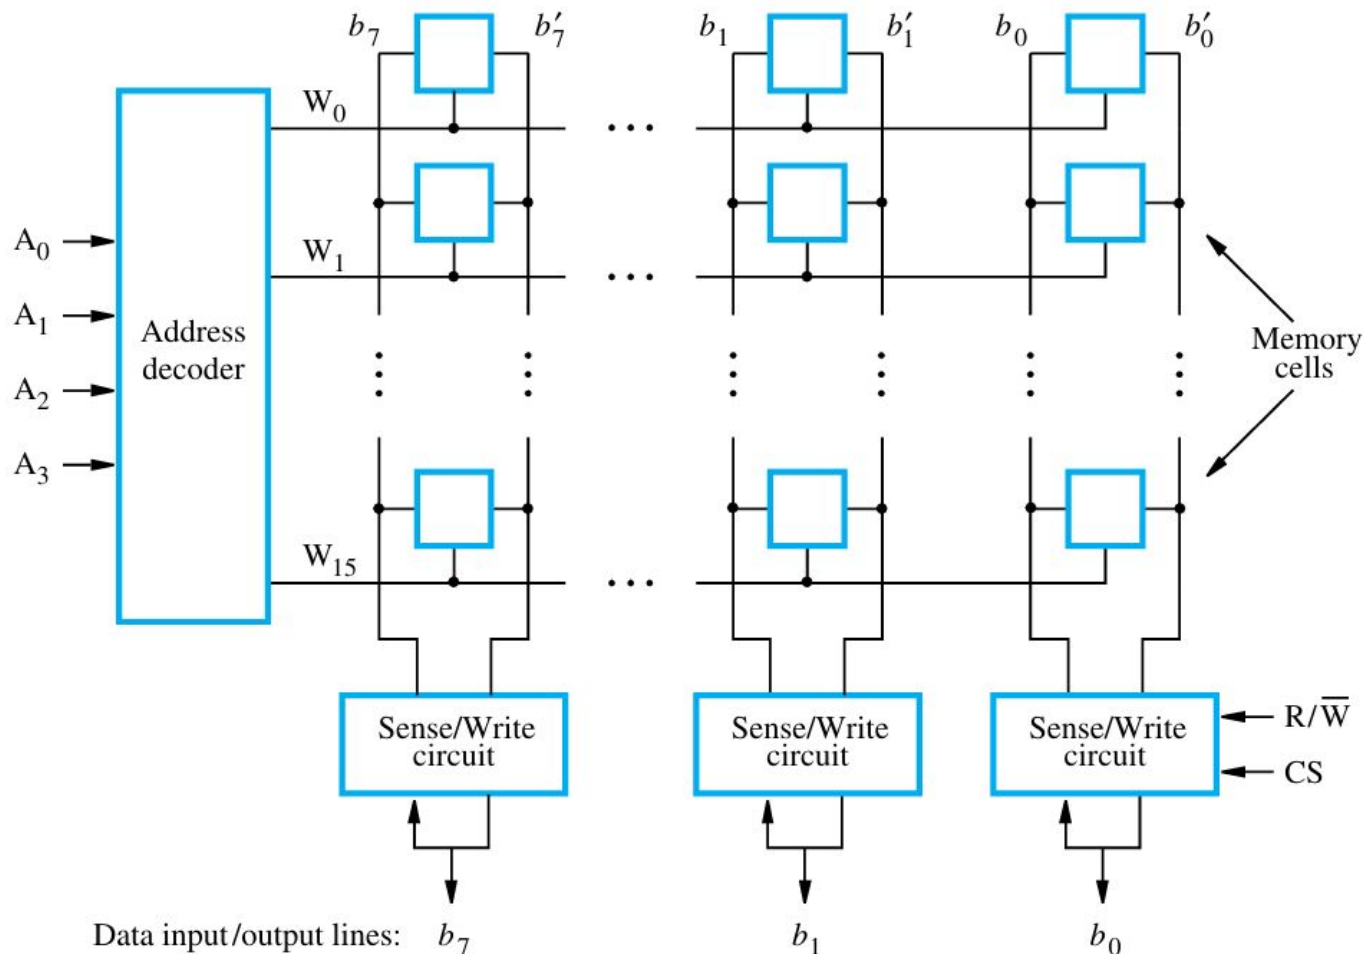 b₇ b′₇ b₁ b′₁ b₀ b′₀
W₀
A₀
W₁
A₁
Address
decoder
Memory
cells
A₂
A₃
W₁₅
Sense/Write
circuit
Sense/Write
circuit
Sense/Write
circuit
R/W̅
CS
Data input/output lines: b₇ b₁ b₀